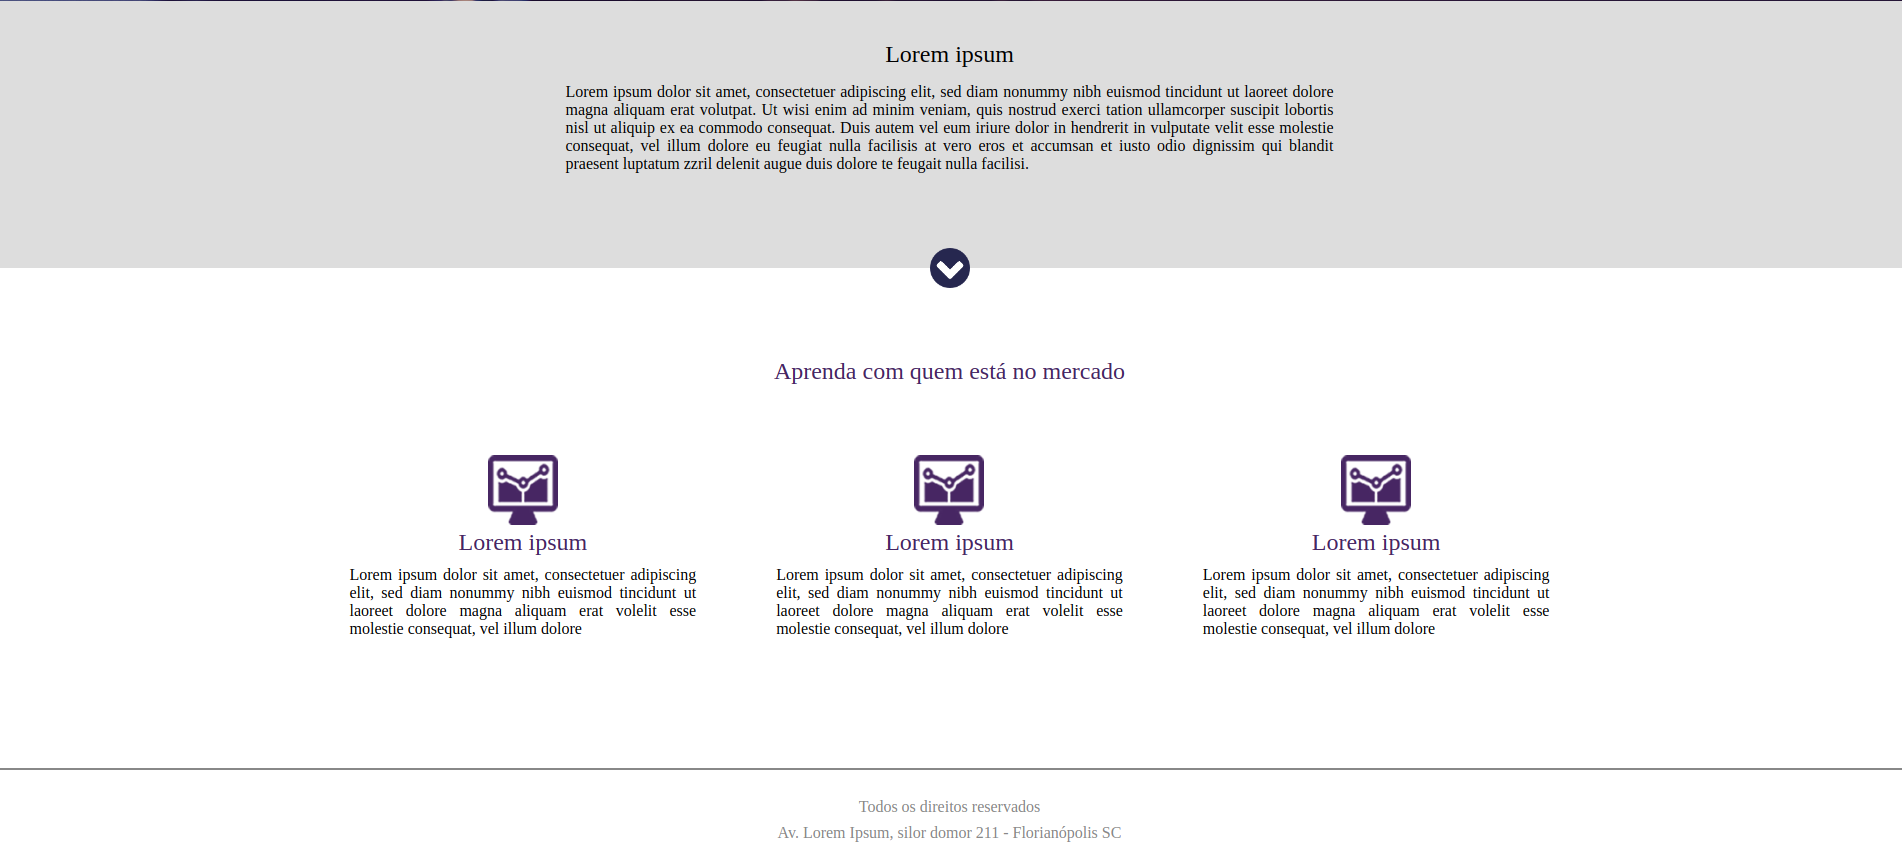 Lorem ipsum
Lorem ipsum dolor sit amet, consectetuer adipiscing elit, sed diam nonummy nibh euismod tincidunt ut laoreet dolore
magna aliquam erat volutpat. Ut wisi enim ad minim veniam, quis nostrud exerci tation ullamcorper suscipit lobortis
nisl ut aliquip ex ea commodo consequat. Duis autem vel eum iriure dolor in hendrerit in vulputate velit esse molestie
consequat, vel illum dolore eu feugiat nulla facilisis at vero eros et accumsan et iusto odio dignissim qui blandit
praesent luptatum zzril delenit augue duis dolore te feugait nulla facilisi.
Aprenda com quem está no mercado
Lorem ipsum
Lorem ipsum dolor sit amet, consectetuer adipiscing
elit, sed diam nonummy nibh euismod tincidunt ut
laoreet dolore magna aliquam erat volelit esse
molestie consequat, vel illum dolore
Lorem ipsum
Lorem ipsum dolor sit amet, consectetuer adipiscing
elit, sed diam nonummy nibh euismod tincidunt ut
laoreet dolore magna aliquam erat volelit esse
molestie consequat, vel illum dolore
Lorem ipsum
Lorem ipsum dolor sit amet, consectetuer adipiscing
elit, sed diam nonummy nibh euismod tincidunt ut
laoreet dolore magna aliquam erat volelit esse
molestie consequat, vel illum dolore
Todos os direitos reservados
Av. Lorem Ipsum, silor domor 211 - Florianópolis SC